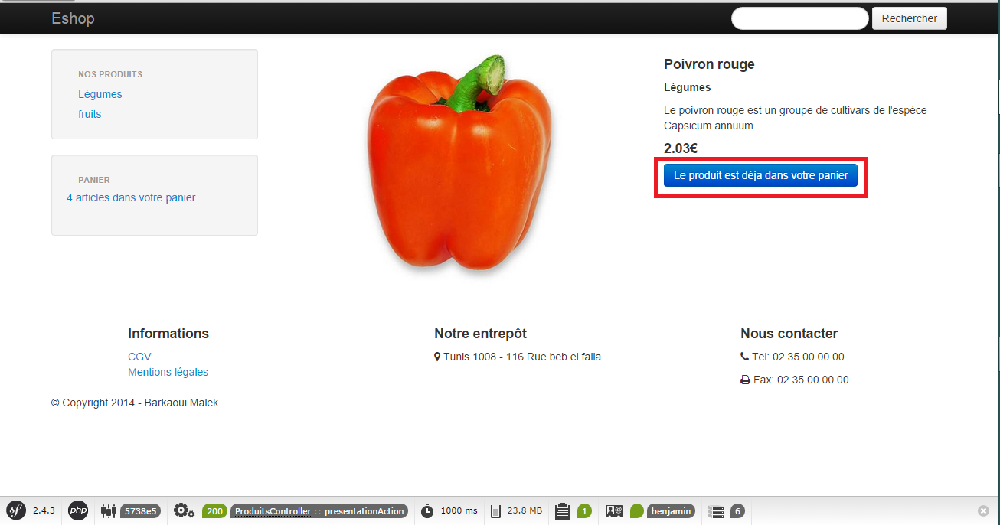 Eshop
Rechercher
NOS PRODUITS
Légumes
fruits
PANIER
4 articles dans votre panier
Poivron rouge
Légumes
Le poivron rouge est un groupe de cultivars de l'espèce
Capsicum annuum.
2.03€
Le produit est déja dans votre panier
Informations
CGV
Mentions légales
Notre entrepôt
Tunis 1008 - 116 Rue beb el falla
Nous contacter
Tel: 02 35 00 00 00
Fax: 02 35 00 00 00
© Copyright 2014 - Barkaoui Malek
sf 2.4.3 php 5738e5 200 ProduitsController :: presentationAction 1000 ms 23.8 MB 1 benjamin 6